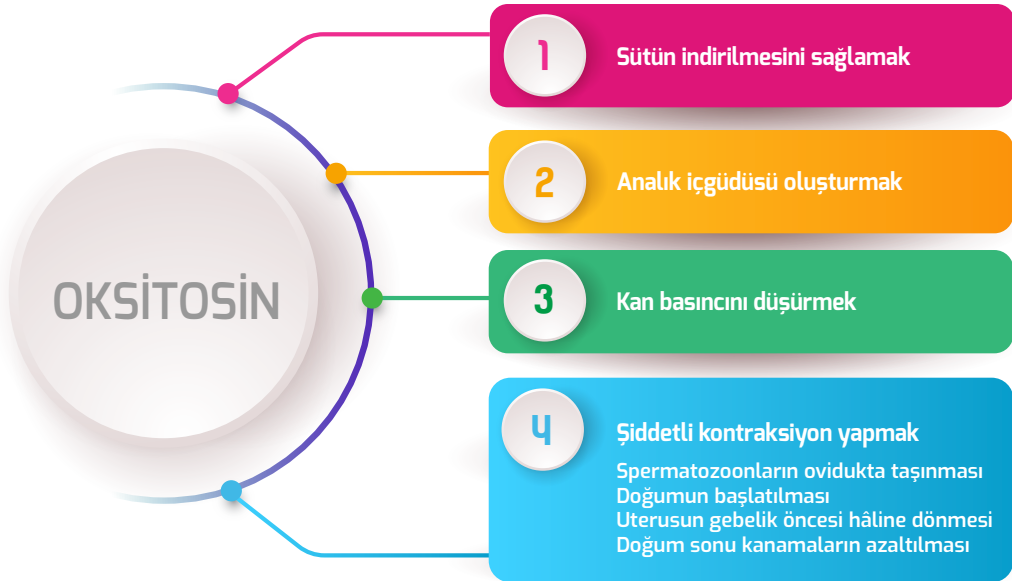 OKSİTOSİN
1
Sütün indirilmesini sağlamak
2
Analık içgüdüsü oluşturmak
3
Kan basıncını düşürmek
4
Şiddetli kontraksiyon yapmak
Spermatozoonların ovidukta taşınması
Doğumun başlatılması
Uterusun gebelik öncesi hâline dönmesi
Doğum sonu kanamaların azaltılması